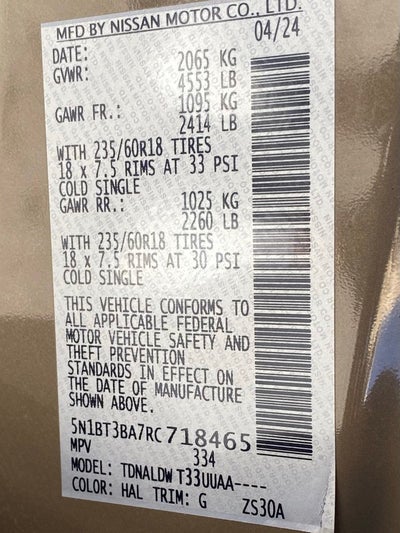 MFD BY NISSAN MOTOR CO., LTD.
DATE: 04/24
GVWR: 2065 KG
4553 LB
GAWR FR.: 1095 KG
2414 LB
WITH 235/60R18 TIRES
18 x 7.5 RIMS AT 33 PSI
COLD SINGLE
GAWR RR.: 1025 KG
2260 LB
WITH 235/60R18 TIRES
18 x 7.5 RIMS AT 30 PSI
COLD SINGLE
THIS VEHICLE CONFORMS TO
ALL APPLICABLE FEDERAL
MOTOR VEHICLE SAFETY AND
THEFT PREVENTION
STANDARDS IN EFFECT ON
THE DATE OF MANUFACTURE
SHOWN ABOVE.
5N1BT3BA7RC718465
MPV 334
MODEL: TDNALDW T33UUAA----
COLOR: HAL TRIM: G ZS30A